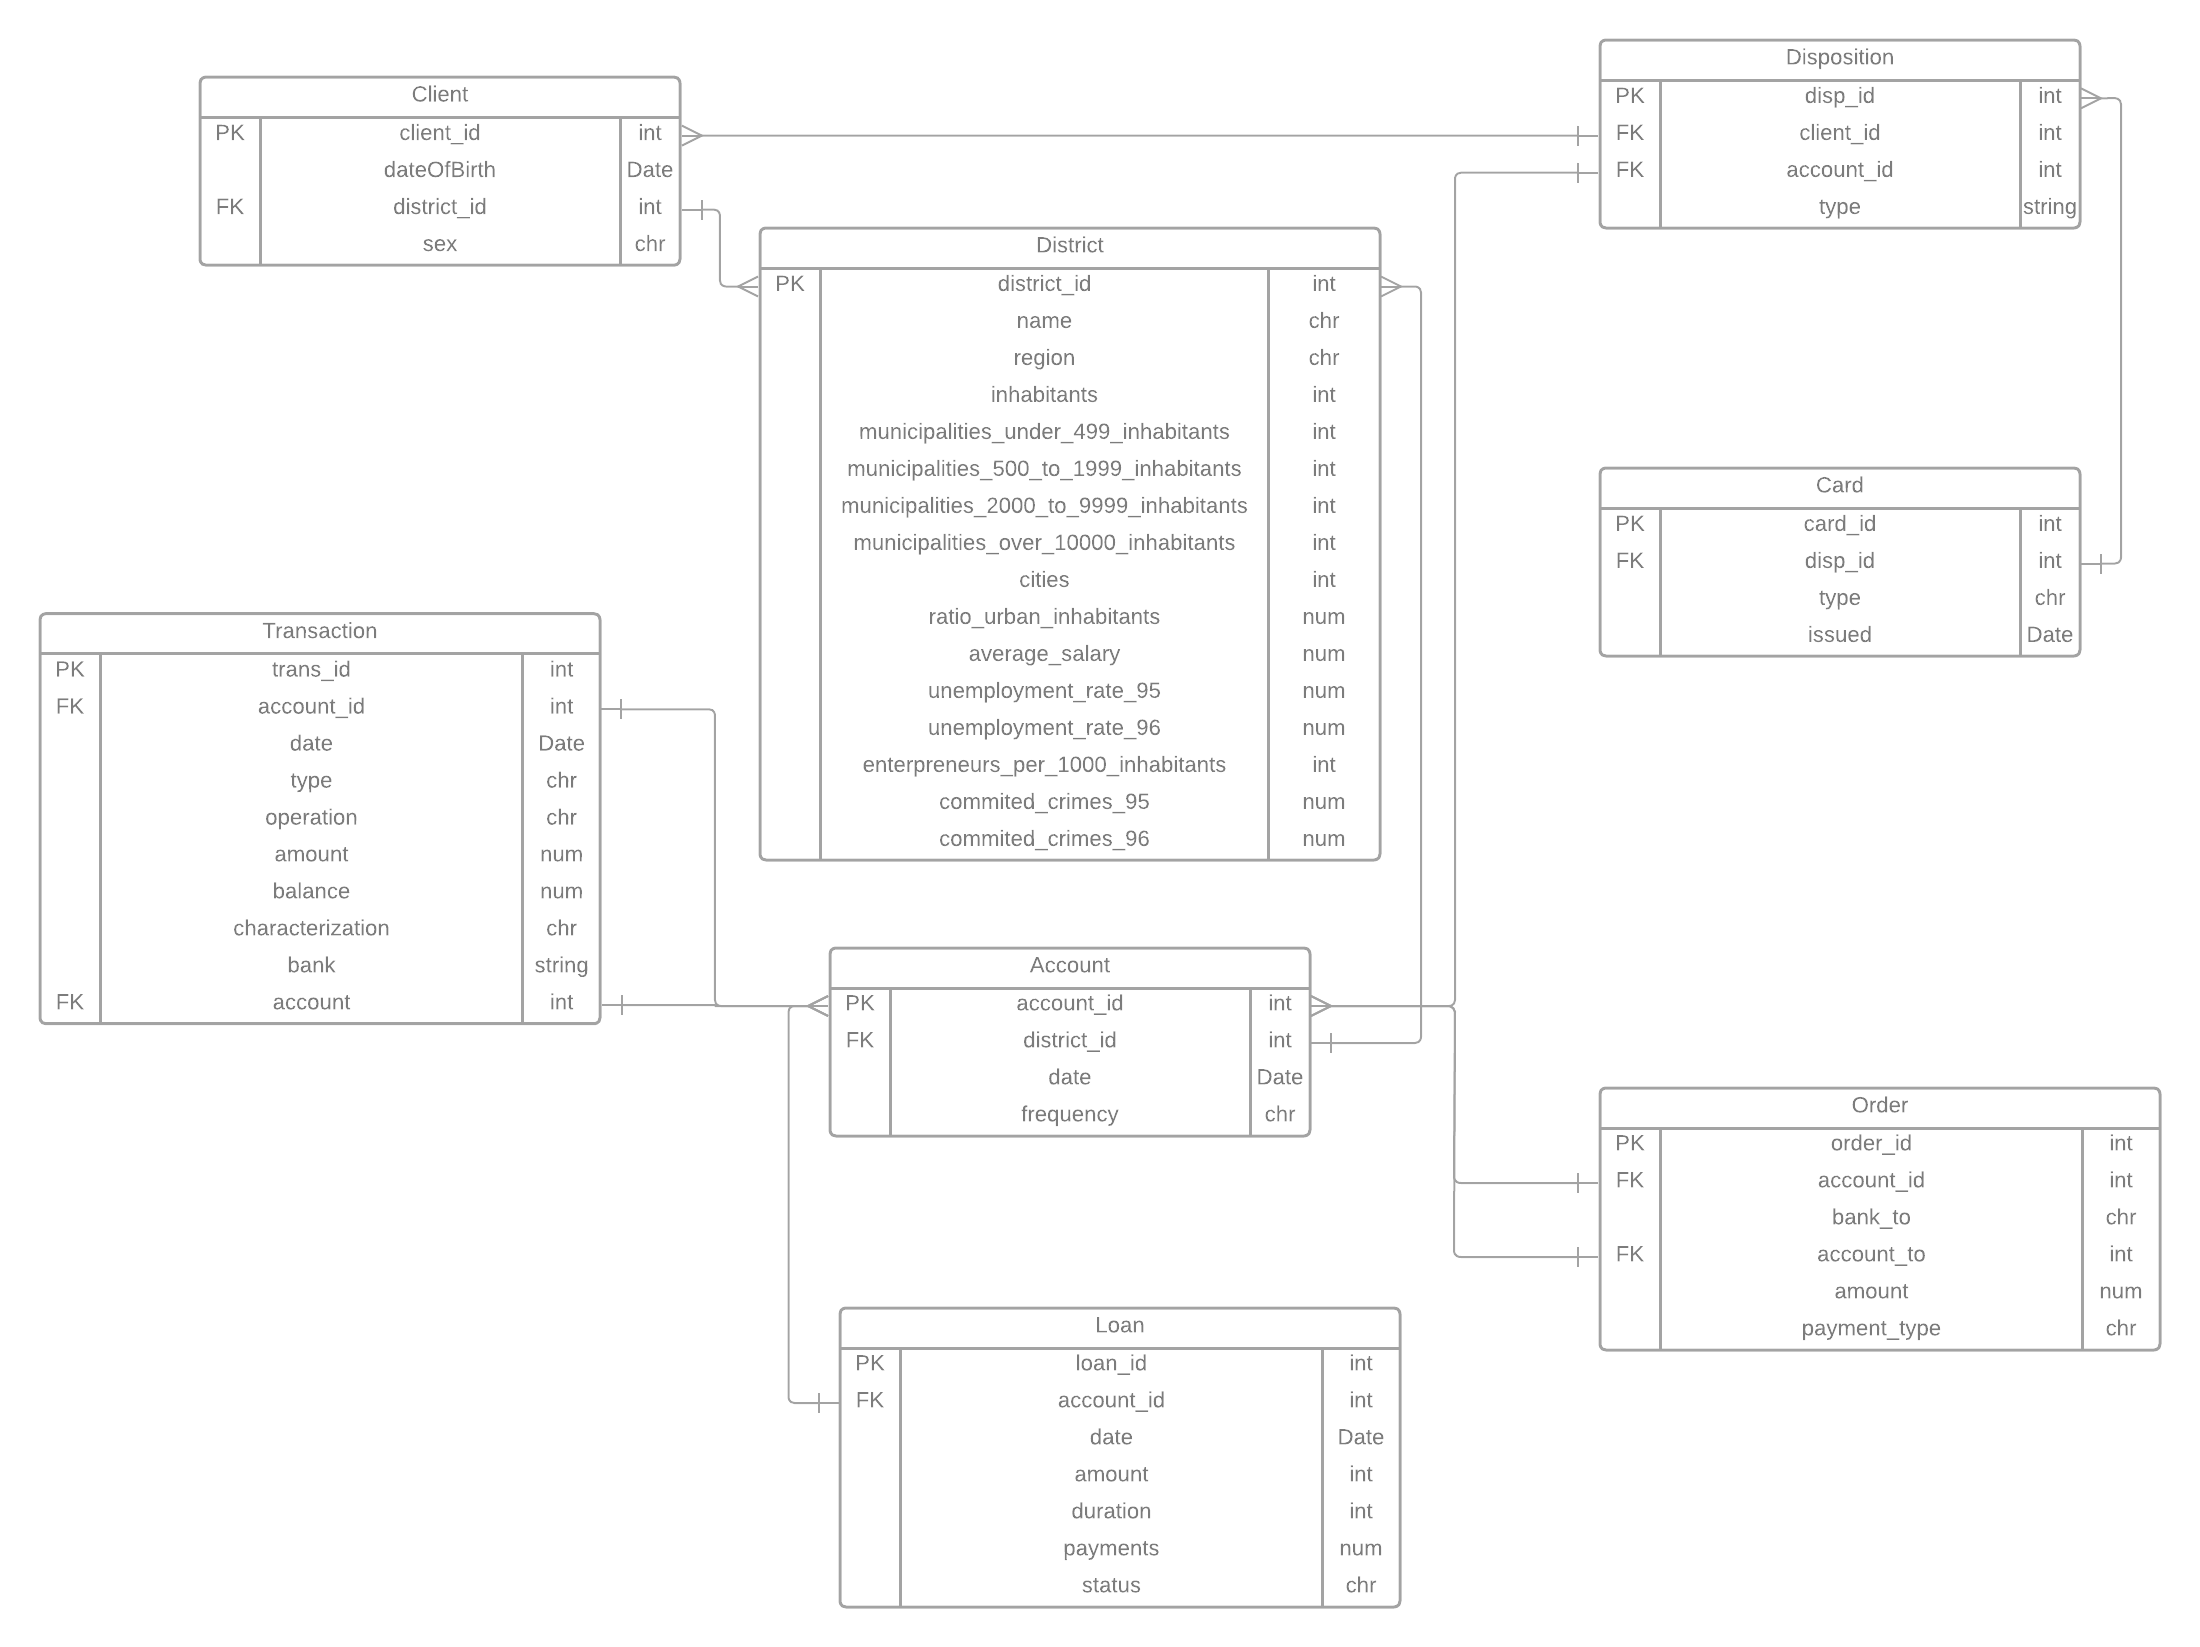 Disposition
PK disp_id int
FK client_id int
FK account_id int
type string
Client
PK client_id int
dateOfBirth Date
FK district_id int
sex chr
District
PK district_id int
name chr
region chr
inhabitants int
municipalities_under_499_inhabitants int
municipalities_500_to_1999_inhabitants int
municipalities_2000_to_9999_inhabitants int
municipalities_over_10000_inhabitants int
cities int
ratio_urban_inhabitants num
average_salary num
unemployment_rate_95 num
unemployment_rate_96 num
enterpreneurs_per_1000_inhabitants int
commited_crimes_95 num
commited_crimes_96 num
Card
PK card_id int
FK disp_id int
type chr
issued Date
Transaction
PK trans_id int
FK account_id int
date Date
type chr
operation chr
amount num
balance num
characterization chr
bank string
FK account int
Account
PK account_id int
FK district_id int
date Date
frequency chr
Order
PK order_id int
FK account_id int
bank_to chr
FK account_to int
amount num
payment_type chr
Loan
PK loan_id int
FK account_id int
date Date
amount int
duration int
payments num
status chr